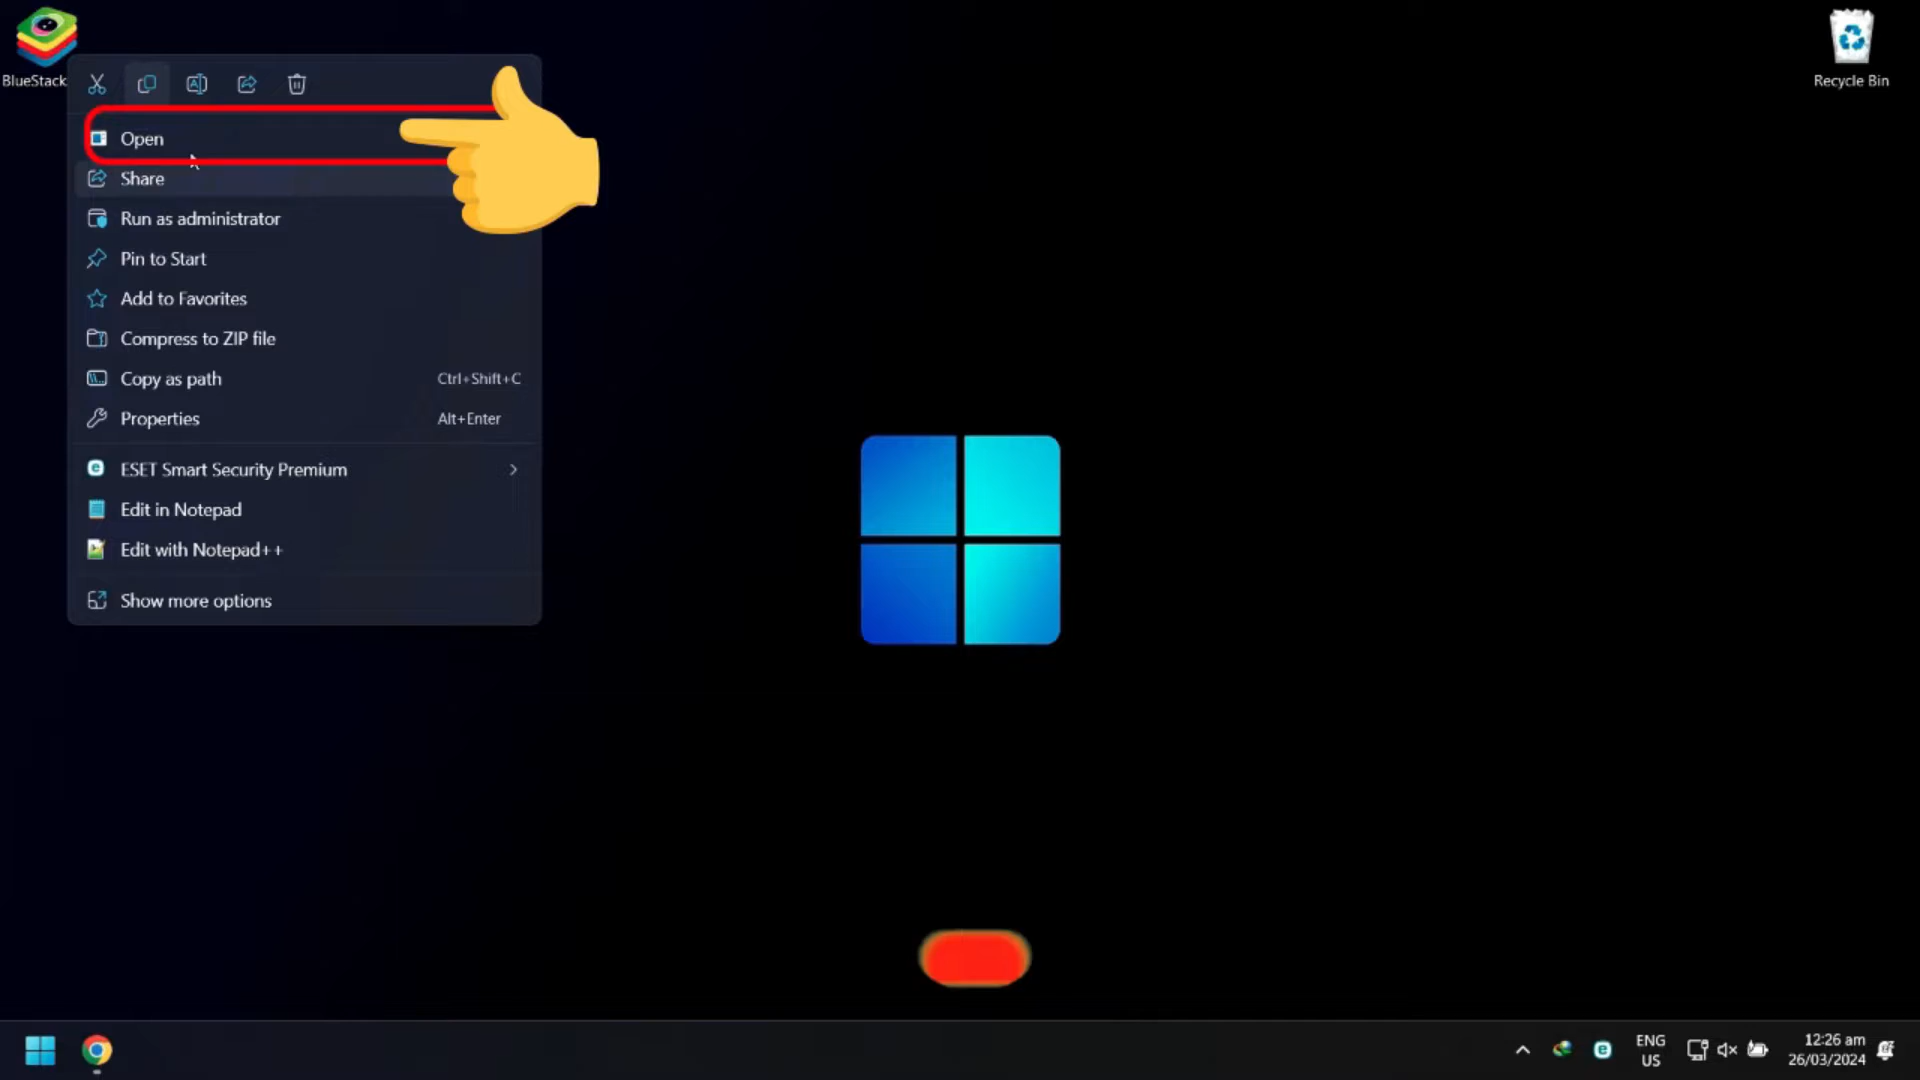 BlueStack
Recycle Bin
Open
Share
Run as administrator
Pin to Start
Add to Favorites
Compress to ZIP file
Copy as path Ctrl+Shift+C
Properties Alt+Enter
ESET Smart Security Premium
Edit in Notepad
Edit with Notepad++
Show more options
ENG
US
12:26 am
26/03/2024